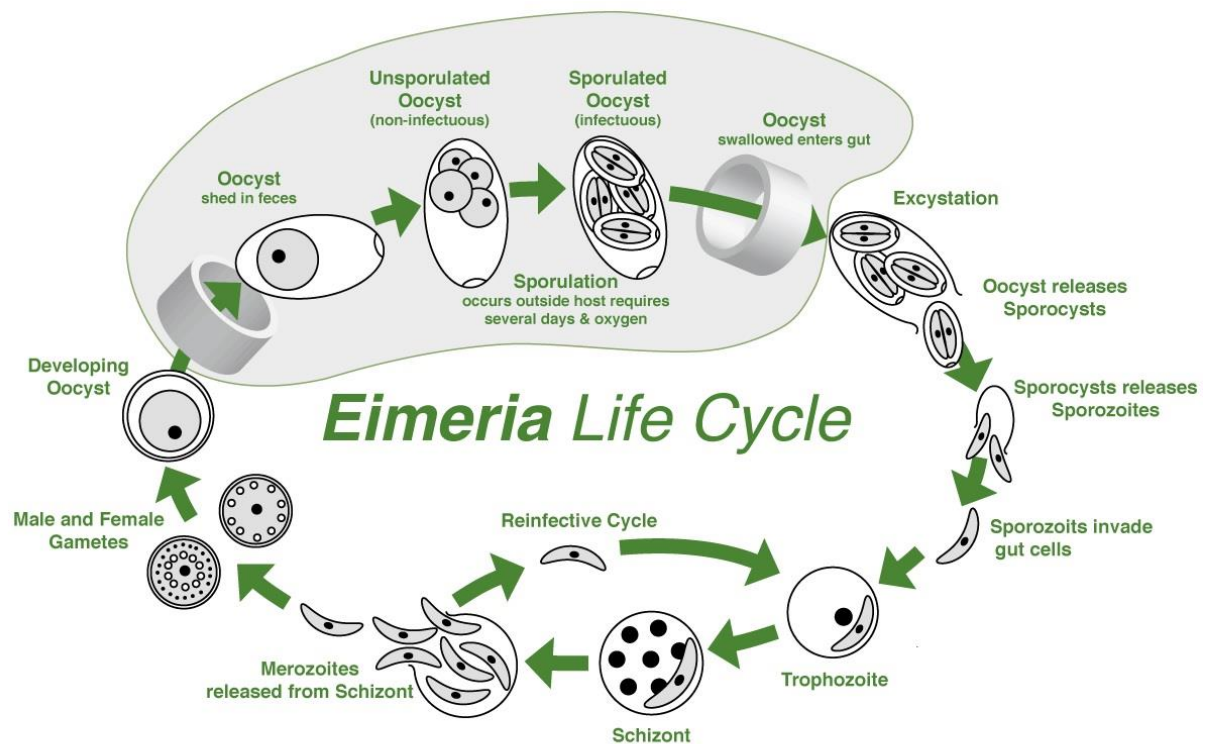 Unsporulated
Oocyst
(non-infectuous)
Sporulated
Oocyst
(infectuous)
Oocyst
swallowed enters gut
Oocyst
shed in feces
Excystation
Sporulation
occurs outside host requires
several days & oxygen
Oocyst releases
Sporocysts
Developing
Oocyst
Eimeria Life Cycle
Sporocysts releases
Sporozoites
Male and Female
Gametes
Reinfective Cycle
Sporozoits invade
gut cells
Merozoites
released from Schizont
Trophozoite
Schizont